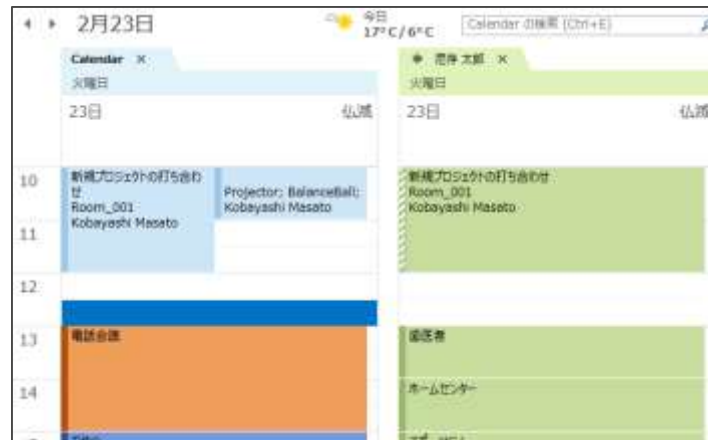 2月23日
今日
17°C/6°C
Calendar の検索 (Ctrl+E)
Calendar ×
太郎 ×
火曜日
火曜日
23日
仏滅
23日
仏滅
10
新規プロジェクトの打ち合わ
せ
Room_001
Kobayashi Masato
Projector; BalanceBall;
Kobayashi Masato
新規プロジェクトの打ち合わせ
Room_001
Kobayashi Masato
11
12
13
電話会議
歯医者
14
ホームセンター